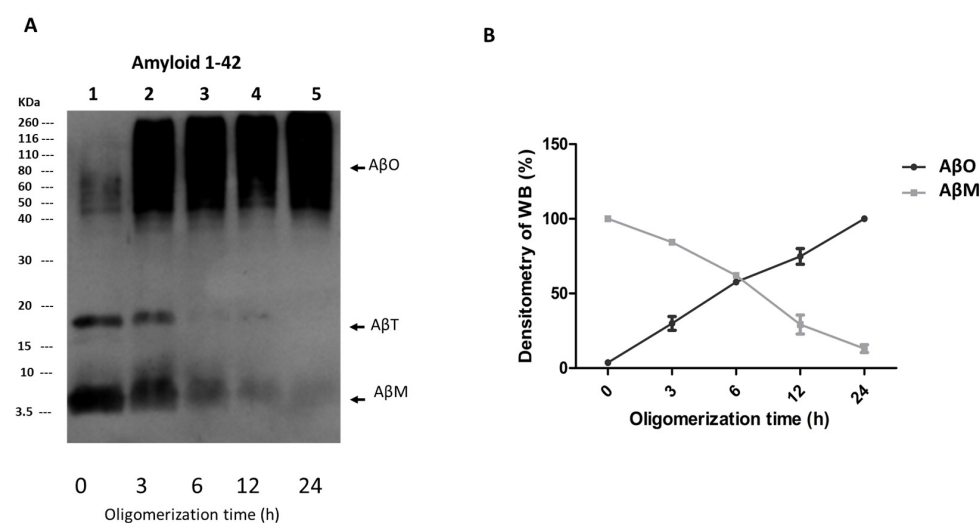 A
Amyloid 1-42
KDa
1 2 3 4 5
260 ---
116 ---
110 ---
80 ---
60 ---
50 ---
40 ---
30 ---
20 ---
15 ---
10 ---
3.5 ---
AβO
AβT
AβM
0 3 6 12 24
Oligomerization time (h)
B
Densitometry of WB (%)
150
100
50
0
0 3 6 12 24
Oligomerization time (h)
AβO
AβM